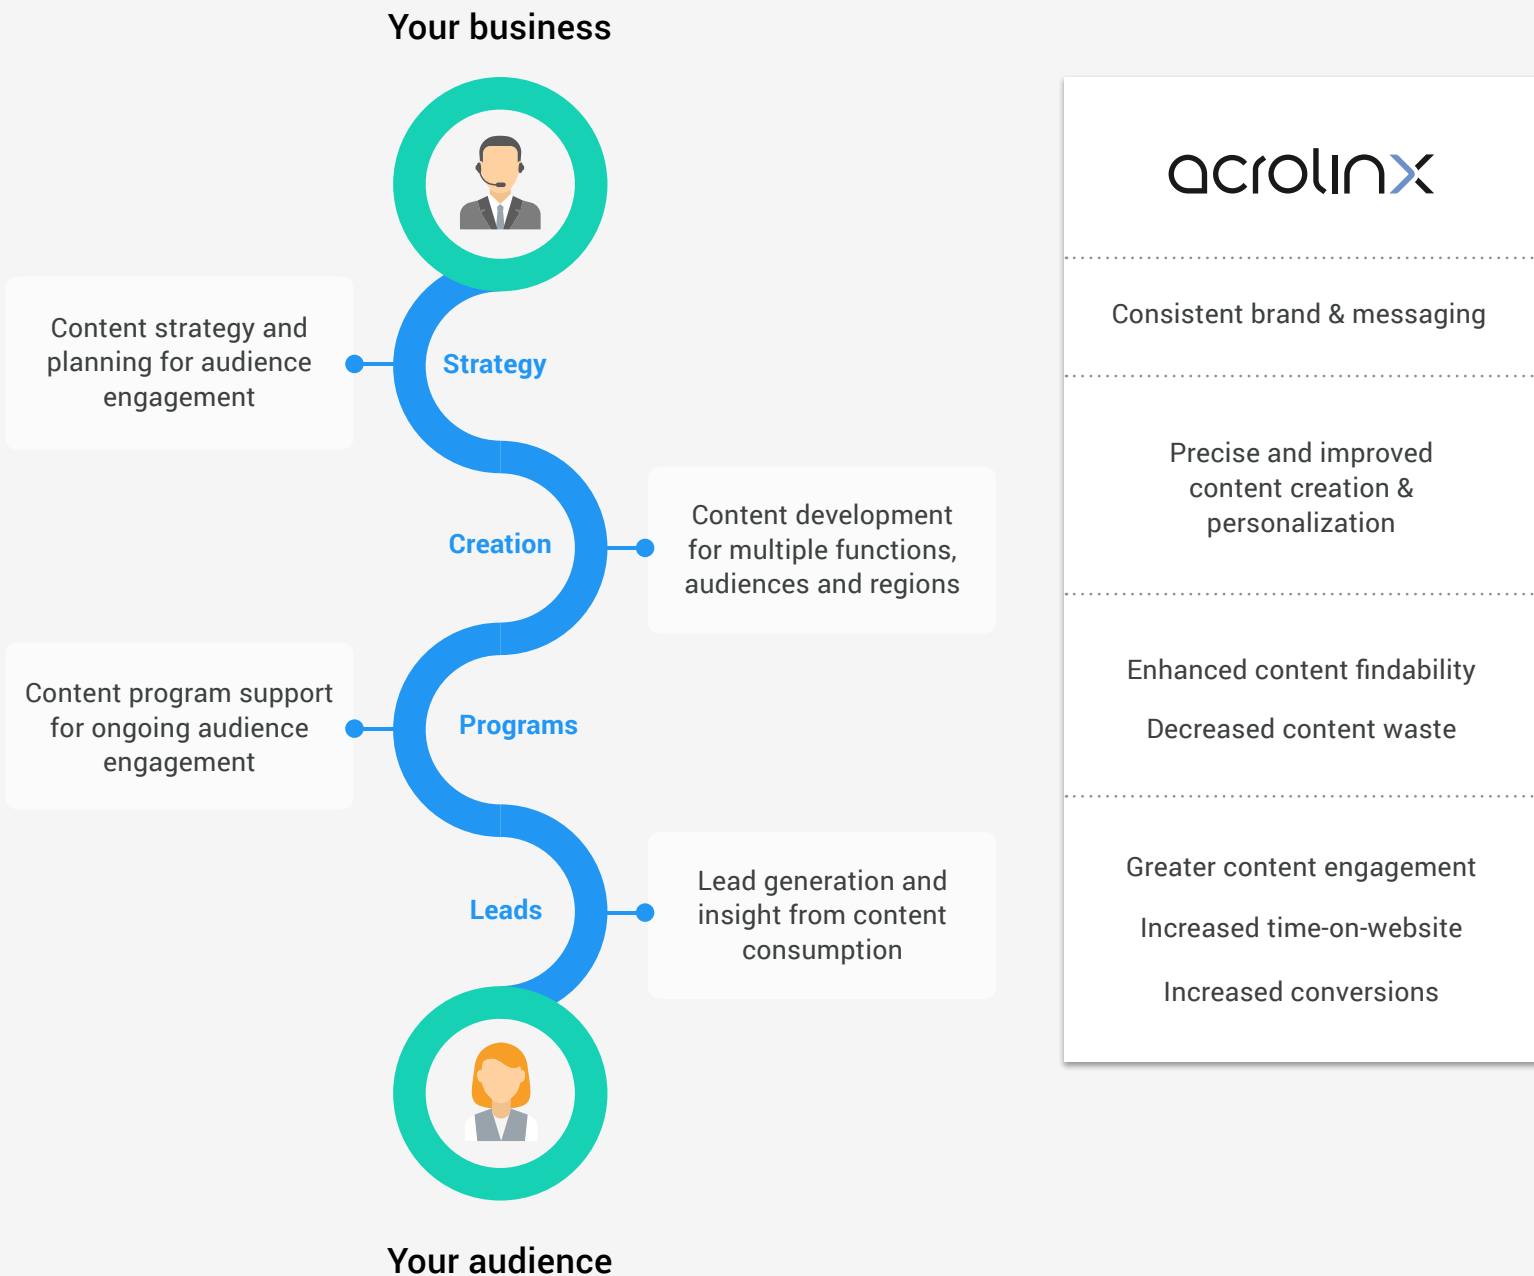 Your business
Content strategy and
planning for audience
engagement
Strategy
Creation
Content development
for multiple functions,
audiences and regions
Content program support
for ongoing audience
engagement
Programs
Leads
Lead generation and
insight from content
consumption
Your audience
acrolinx
Consistent brand & messaging
Precise and improved
content creation &
personalization
Enhanced content findability
Decreased content waste
Greater content engagement
Increased time-on-website
Increased conversions